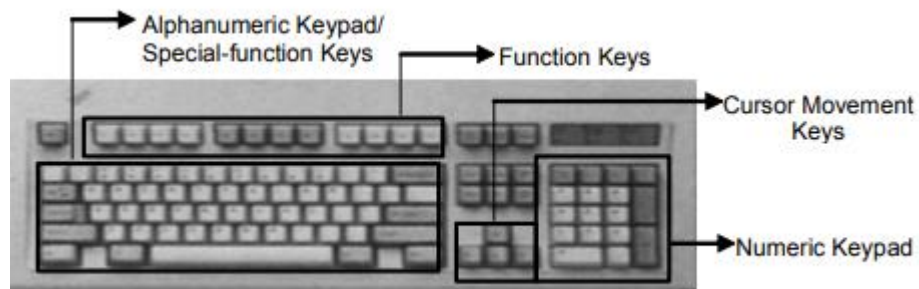 Alphanumeric Keypad/
Special-function Keys
Function Keys
Cursor Movement
Keys
Numeric Keypad